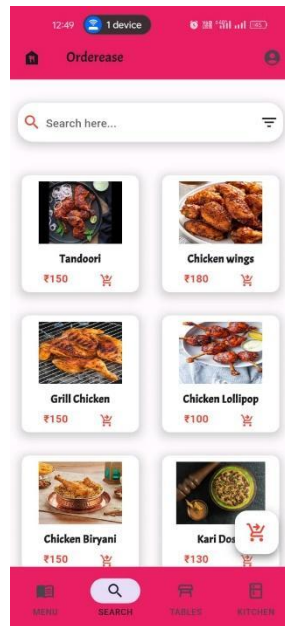 12:49 1 device
Orderease
Search here...
Tandoori Chicken wings
₹150 ₹180
Grill Chicken Chicken Lollipop
₹150 ₹100
Chicken Biryani Kari Dos
₹150 ₹130
MENU SEARCH TABLES KITCHEN